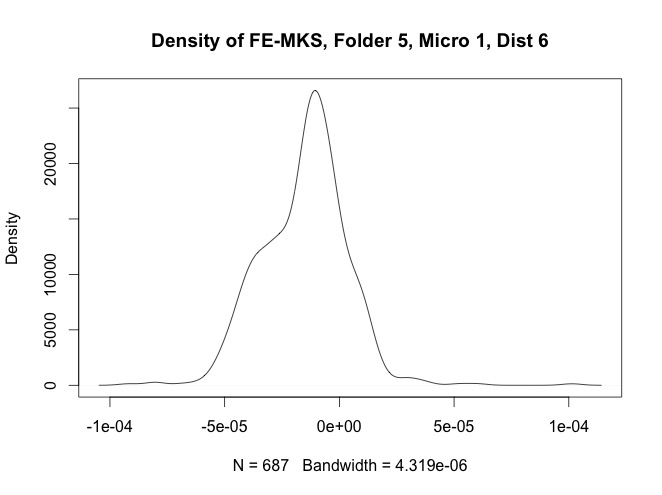 Density of FE-MKS, Folder 5, Micro 1, Dist 6
Density
20000
10000
5000
0
-1e-04 -5e-05 0e+00 5e-05 1e-04
N = 687 Bandwidth = 4.319e-06